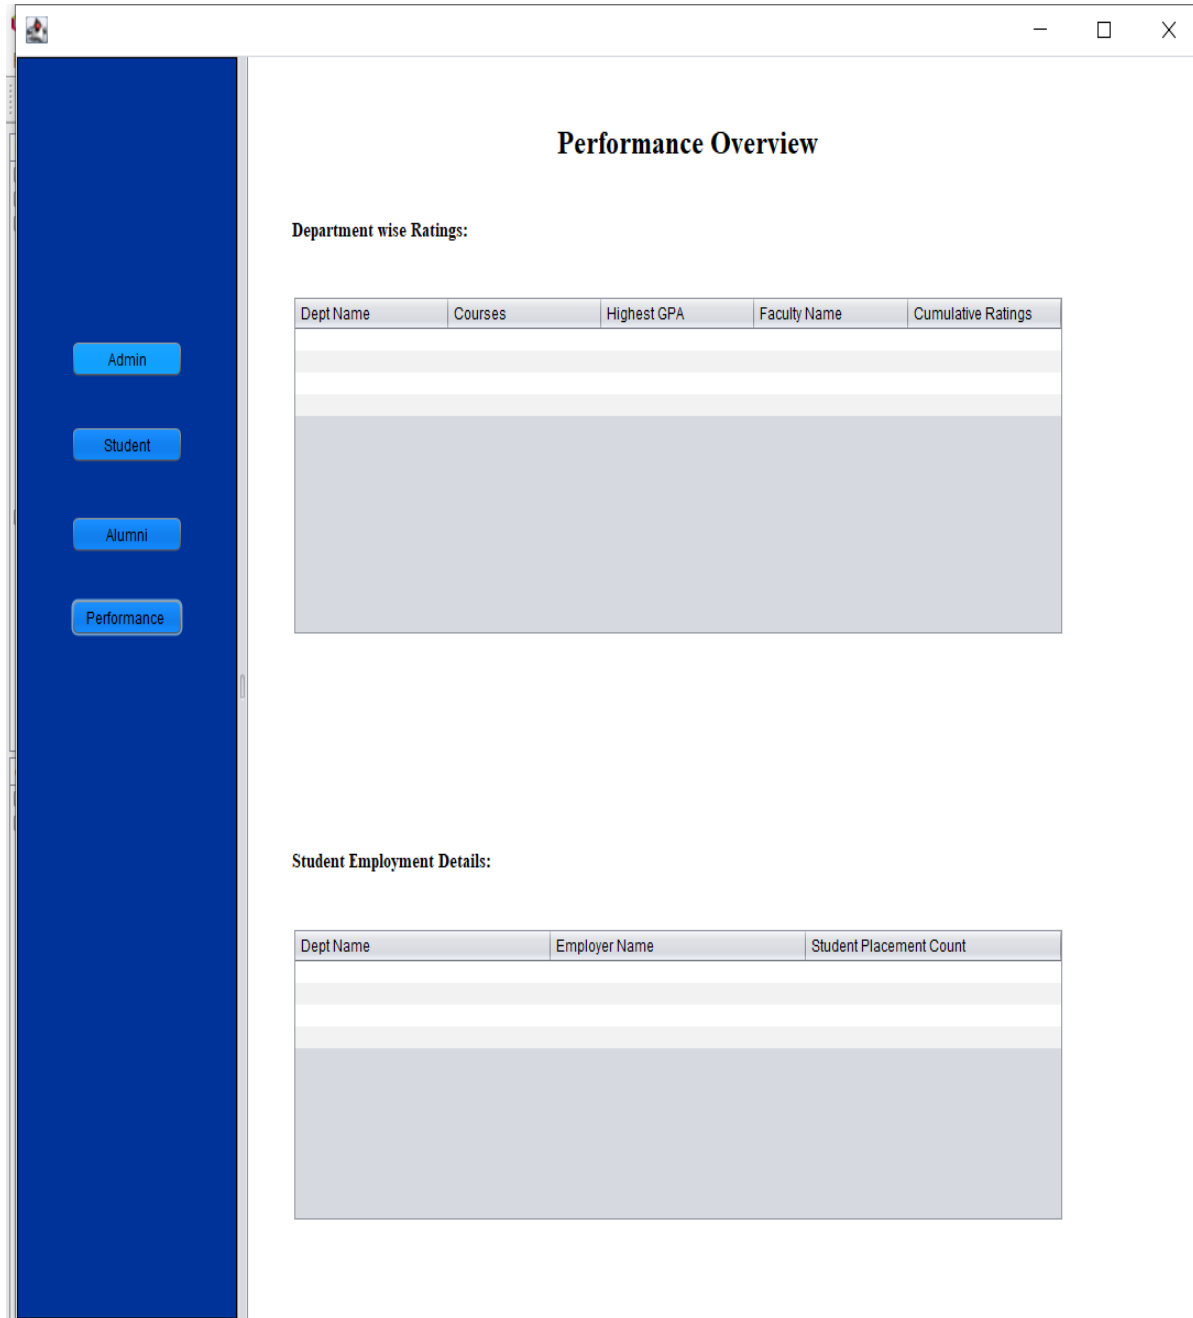 Performance Overview
Department wise Ratings:
Dept Name Courses Highest GPA Faculty Name Cumulative Ratings
Admin
Student
Alumni
Performance
Student Employment Details:
Dept Name Employer Name Student Placement Count